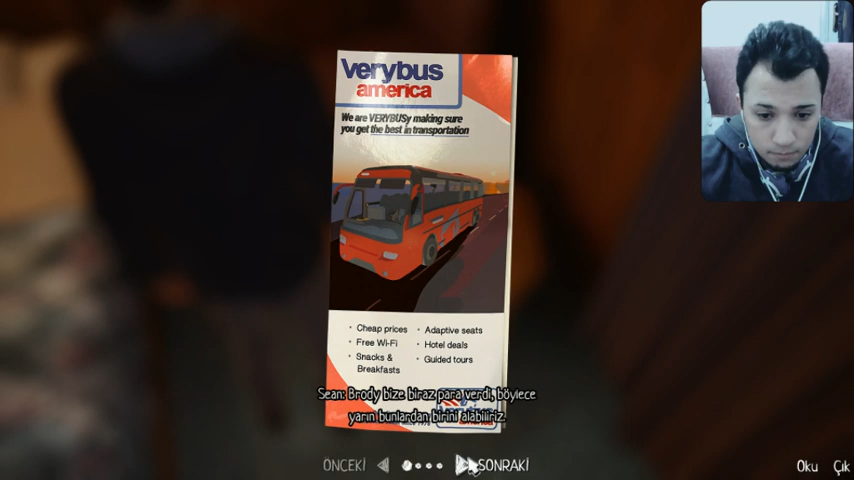 verybus
america
We are VERYBUSy making sure
you get the best in transportation
· Cheap prices
· Free Wi-Fi
· Snacks &
Breakfasts
· Adaptive seats
· Hotel deals
· Guided tours
Sean: Brody bize biraz para verdi, böylece
yarın bunlardan birini alabiliriz.
ÖNCEKİ
SONRAKİ
Oku
Çık